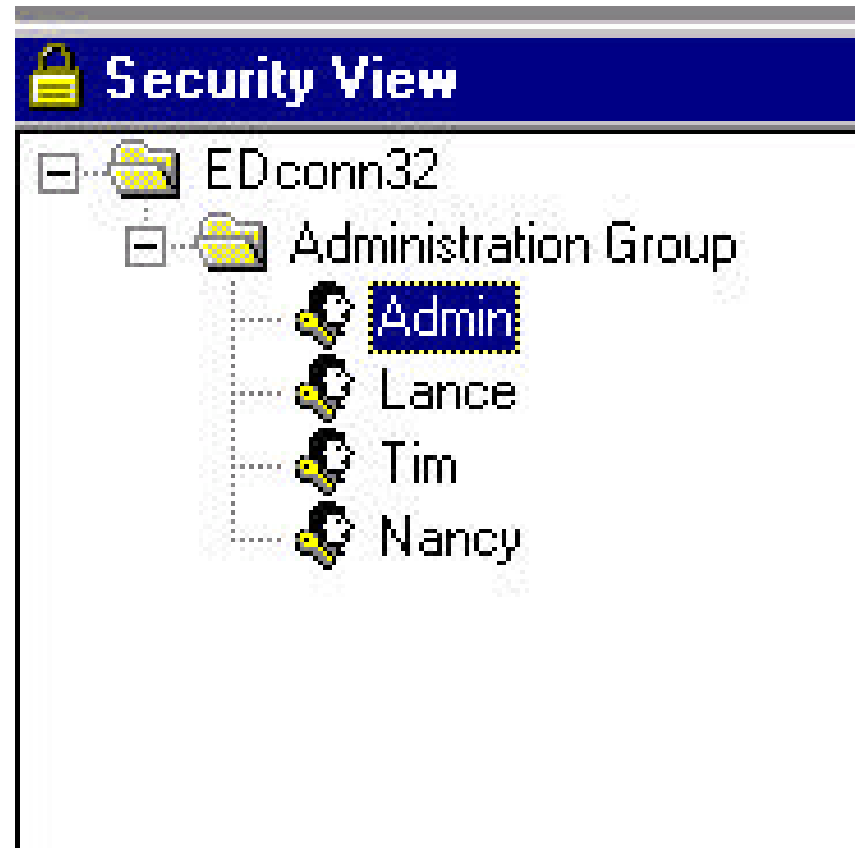 Security View
EDconn32
Administration Group
Admin
Lance
Tim
Nancy